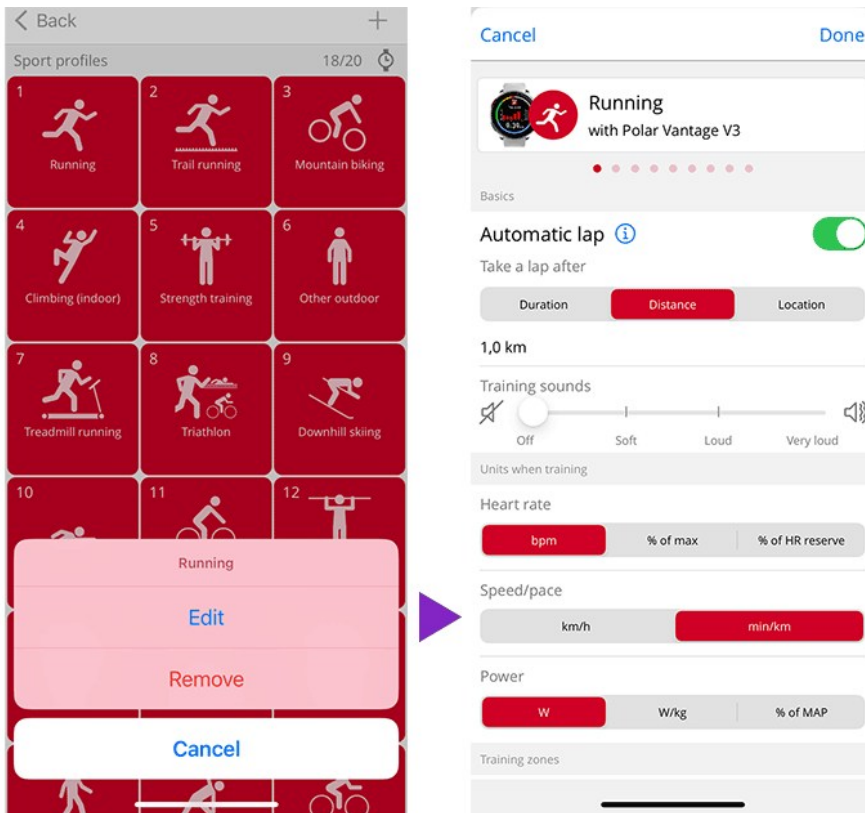 Back
Sport profiles 18/20
1 2 3
Running Trail running Mountain biking
4 5 6
Climbing (indoor) Strength training Other outdoor
7 8 9
Treadmill running Triathlon Downhill skiing
10 11 12
Running
Edit
Remove
Cancel
Cancel Done
Running
with Polar Vantage V3
Basics
Automatic lap
Take a lap after
Duration Distance Location
1,0 km
Training sounds
Off Soft Loud Very loud
Units when training
Heart rate
bpm % of max % of HR reserve
Speed/pace
km/h min/km
Power
W W/kg % of MAP
Training zones